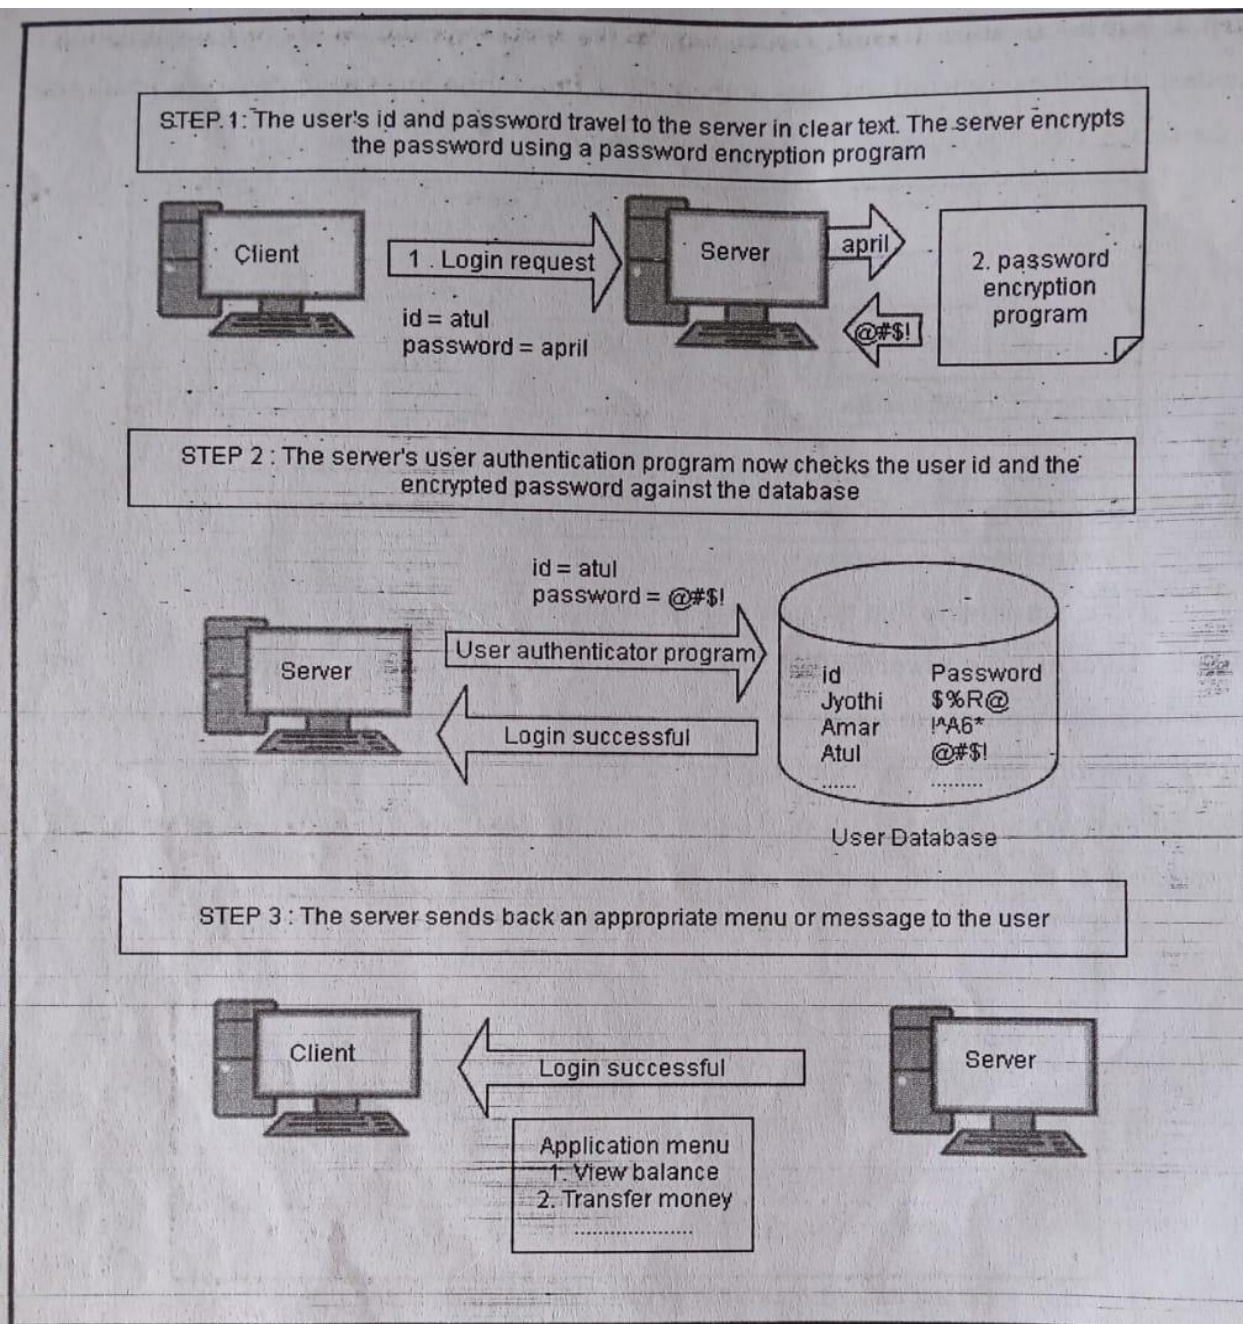 STEP.1: The user's id and password travel to the server in clear text. The server encrypts
the password using a password encryption program
Client
1 . Login request
Server
april
2. password
encryption
program
@#$!
id = atul
password = april
STEP 2 : The server's user authentication program now checks the user id and the
encrypted password against the database
id = atul
password = @#$!
Server
User authenticator program
Login successful
id Password
Jyothi $%R@
Amar !^A6*
Atul @#$!
...... .........
User Database
STEP 3 : The server sends back an appropriate menu or message to the user
Client
Login successful
Server
Application menu
1. View balance
2. Transfer money
..................